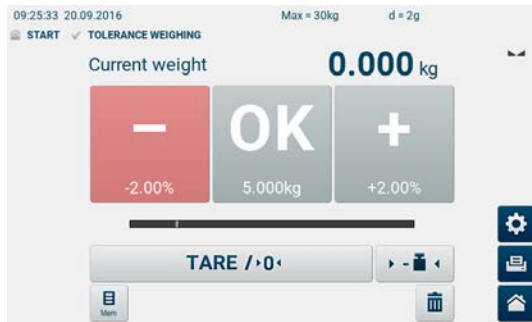 09:25:33 20.09.2016 Max = 30kg d = 2g
START TOLERANCE WEIGHING
Current weight 0.000 kg
− OK +
-2.00% 5.000kg +2.00%
TARE / 0
Mem